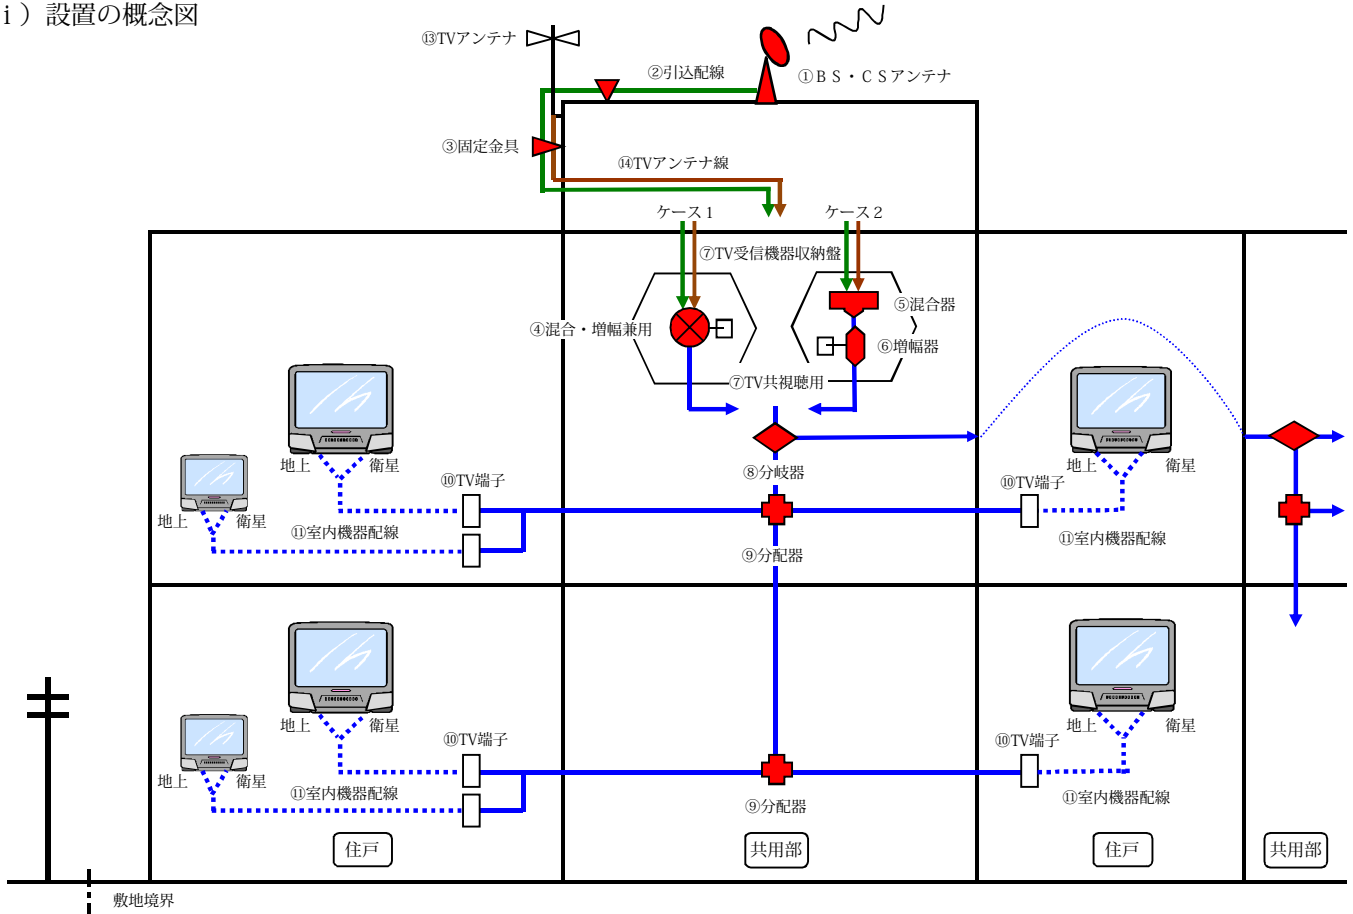 ⅰ）設置の概念図
⑬TVアンテナ
②引込配線
①ＢＳ・ＣＳアンテナ
③固定金具
⑭TVアンテナ線
ケース１
ケース２
⑦TV受信機器収納盤
⑤混合器
④混合・増幅兼用
⑥増幅器
⑦TV共視聴用
地上
衛星
⑩TV端子
⑧分岐器
⑩TV端子
地上
衛星
地上
衛星
⑪室内機器配線
⑪室内機器配線
⑨分配器
地上
衛星
⑩TV端子
⑩TV端子
地上
衛星
地上
衛星
⑪室内機器配線
⑪室内機器配線
⑨分配器
住戸
共用部
住戸
共用部
敷地境界